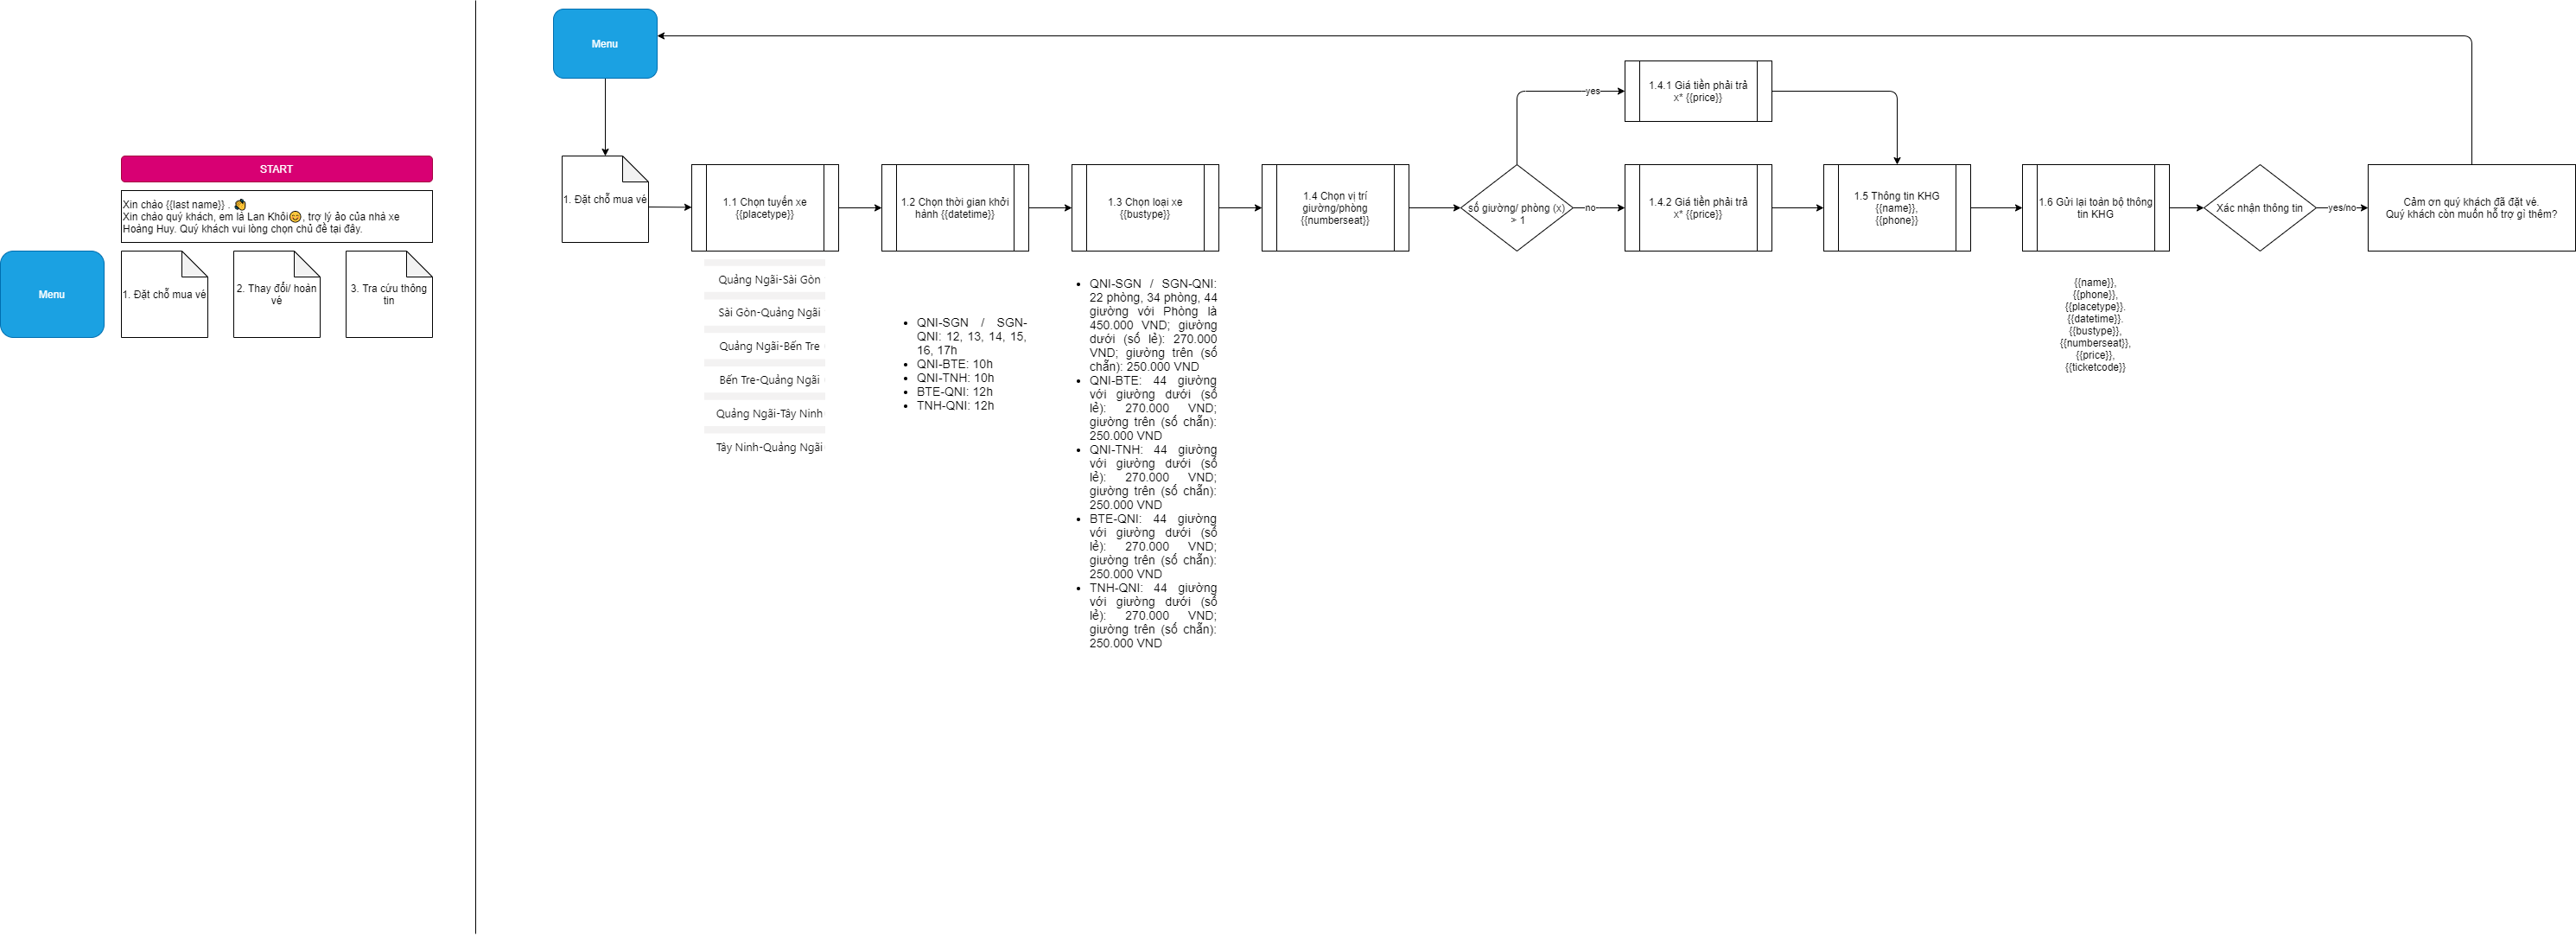 START
Xin chào {{last name}} . 👏
Xin chào quý khách, em là Lan Khôi😊, trợ lý ảo của nhà xe
Hoàng Huy. Quý khách vui lòng chọn chủ đề tại đây.
Menu
1. Đặt chỗ mua vé
2. Thay đổi/ hoàn
vé
3. Tra cứu thông
tin
Menu
1. Đặt chỗ mua vé
1.1 Chọn tuyến xe
{{placetype}}
Quảng Ngãi-Sài Gòn
Sài Gòn-Quảng Ngãi
Quảng Ngãi-Bến Tre
Bến Tre-Quảng Ngãi
Quảng Ngãi-Tây Ninh
Tây Ninh-Quảng Ngãi
1.2 Chọn thời gian khởi
hành {{datetime}}
• QNI-SGN / SGN-
QNI: 12, 13, 14, 15,
16, 17h
• QNI-BTE: 10h
• QNI-TNH: 10h
• BTE-QNI: 12h
• TNH-QNI: 12h
1.3 Chọn loại xe
{{bustype}}
• QNI-SGN / SGN-QNI:
22 phòng, 34 phòng, 44
giường với Phòng là
450.000 VND; giường
dưới (số lẻ): 270.000
VND; giường trên (số
chẵn): 250.000 VND
• QNI-BTE: 44 giường
với giường dưới (số
lẻ): 270.000 VND;
giường trên (số chẵn):
250.000 VND
• QNI-TNH: 44 giường
với giường dưới (số
lẻ): 270.000 VND;
giường trên (số chẵn):
250.000 VND
• BTE-QNI: 44 giường
với giường dưới (số
lẻ): 270.000 VND;
giường trên (số chẵn):
250.000 VND
• TNH-QNI: 44 giường
với giường dưới (số
lẻ): 270.000 VND;
giường trên (số chẵn):
250.000 VND
1.4 Chọn vị trí
giường/phòng
{{numberseat}}
số giường/ phòng (x)
> 1
yes
1.4.1 Giá tiền phải trả
x* {{price}}
no
1.4.2 Giá tiền phải trả
x* {{price}}
1.5 Thông tin KHG
{{name}},
{{phone}}
1.6 Gửi lại toàn bộ thông
tin KHG
{{name}},
{{phone}},
{{placetype}}.
{{datetime}}.
{{bustype}},
{{numberseat}},
{{price}},
{{ticketcode}}
Xác nhận thông tin
yes/no
Cảm ơn quý khách đã đặt vé.
Quý khách còn muốn hỗ trợ gì thêm?